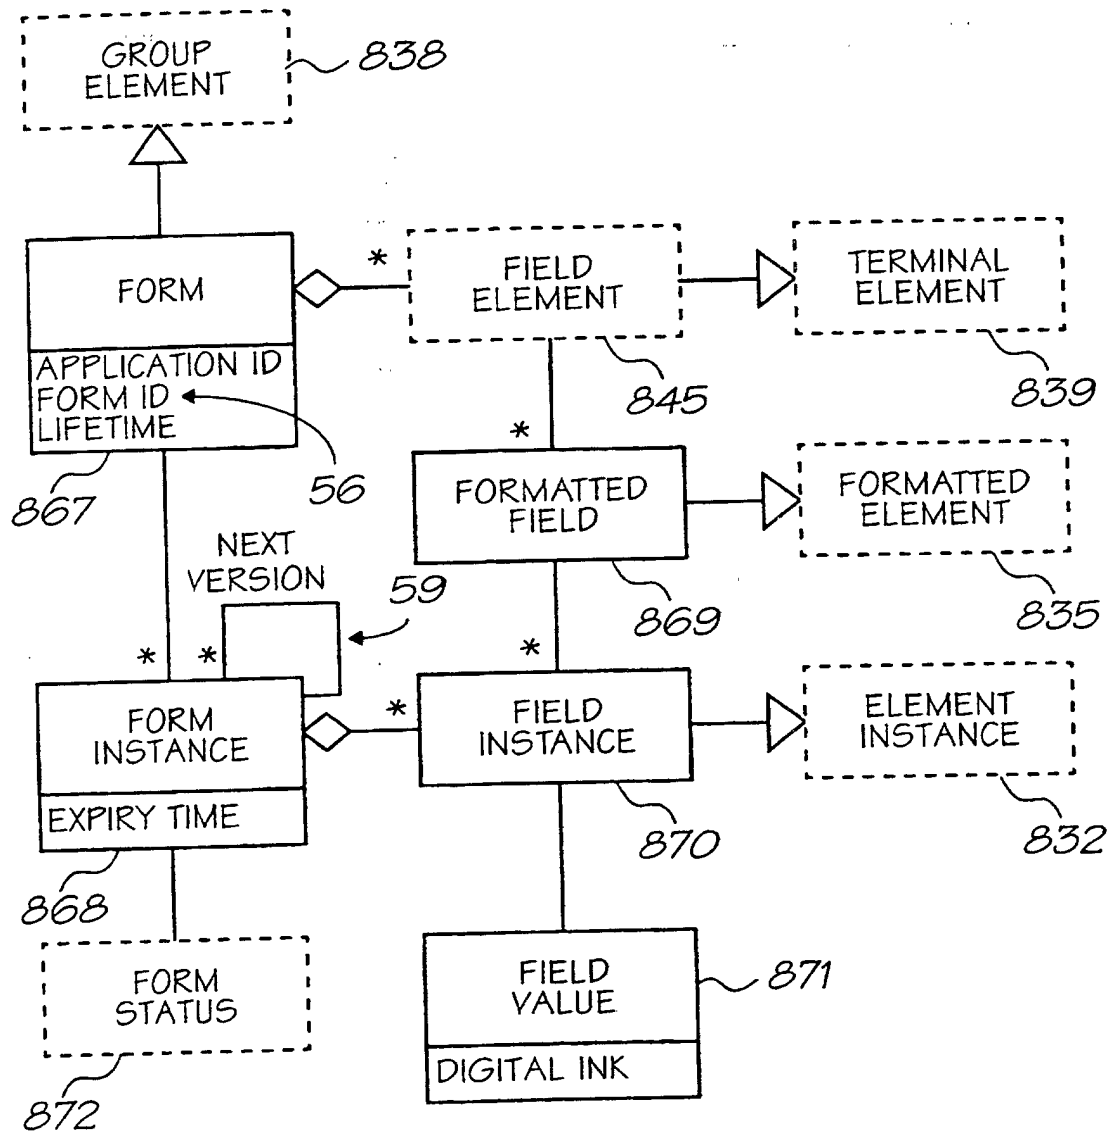 GROUP
ELEMENT
838
FORM
*
FIELD
ELEMENT
TERMINAL
ELEMENT
APPLICATION ID
FORM ID
LIFETIME
845
839
867
56
*
FORMATTED
FIELD
FORMATTED
ELEMENT
NEXT
VERSION
59
869
835
*
*
*
FORM
INSTANCE
*
FIELD
INSTANCE
ELEMENT
INSTANCE
EXPIRY TIME
868
870
832
FORM
STATUS
872
FIELD
VALUE
871
DIGITAL INK